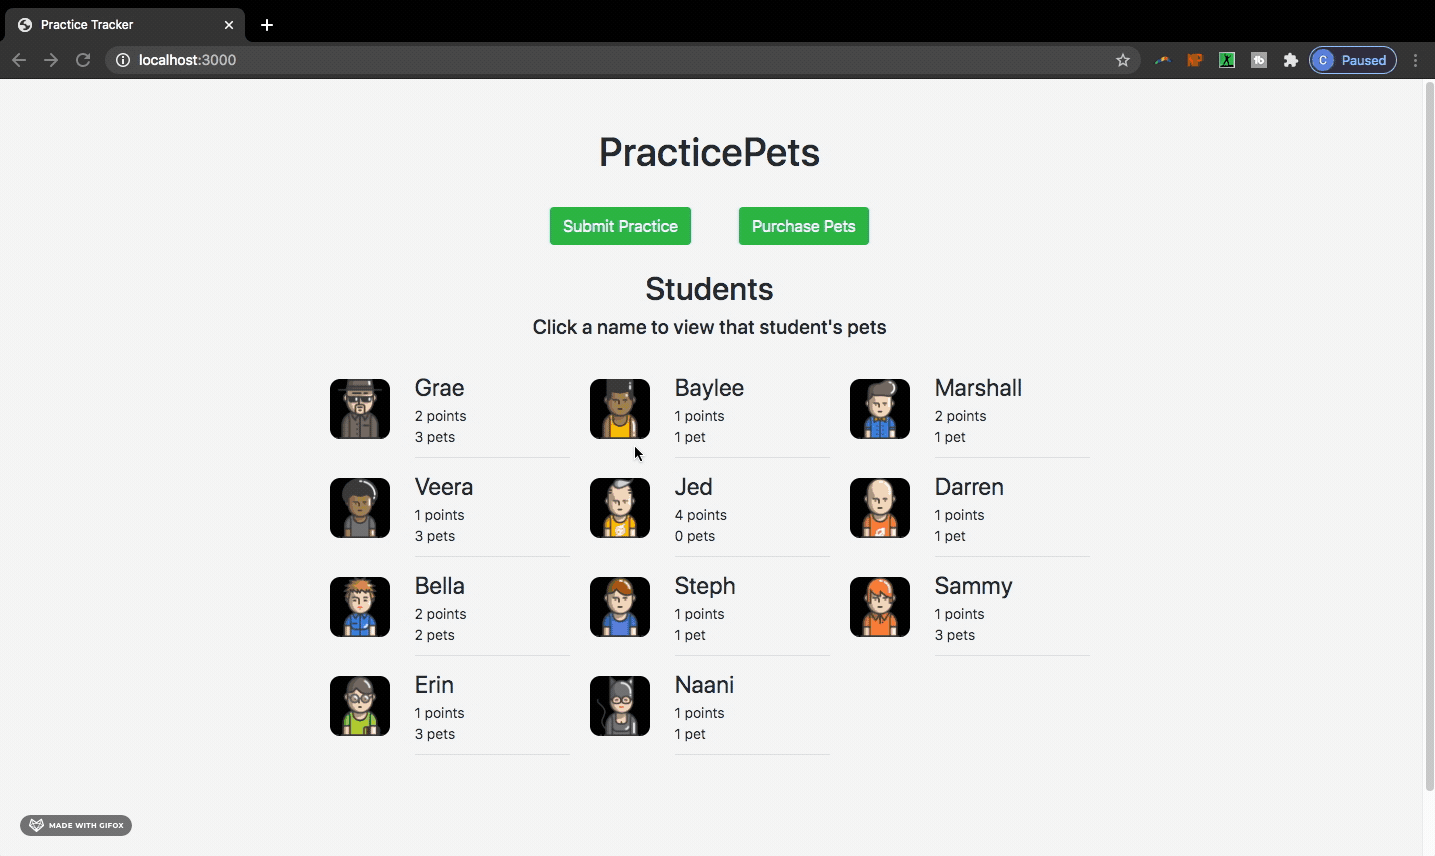 Practice Tracker
localhost:3000
NP
tb
C Paused
PracticePets
Submit Practice Purchase Pets
Students
Click a name to view that student's pets
Grae
2 points
3 pets
Baylee
1 points
1 pet
Marshall
2 points
1 pet
Veera
1 points
3 pets
Jed
4 points
0 pets
Darren
1 points
1 pet
Bella
2 points
2 pets
Steph
1 points
1 pet
Sammy
1 points
3 pets
Erin
1 points
3 pets
Naani
1 points
1 pet
MADE WITH GIFOX